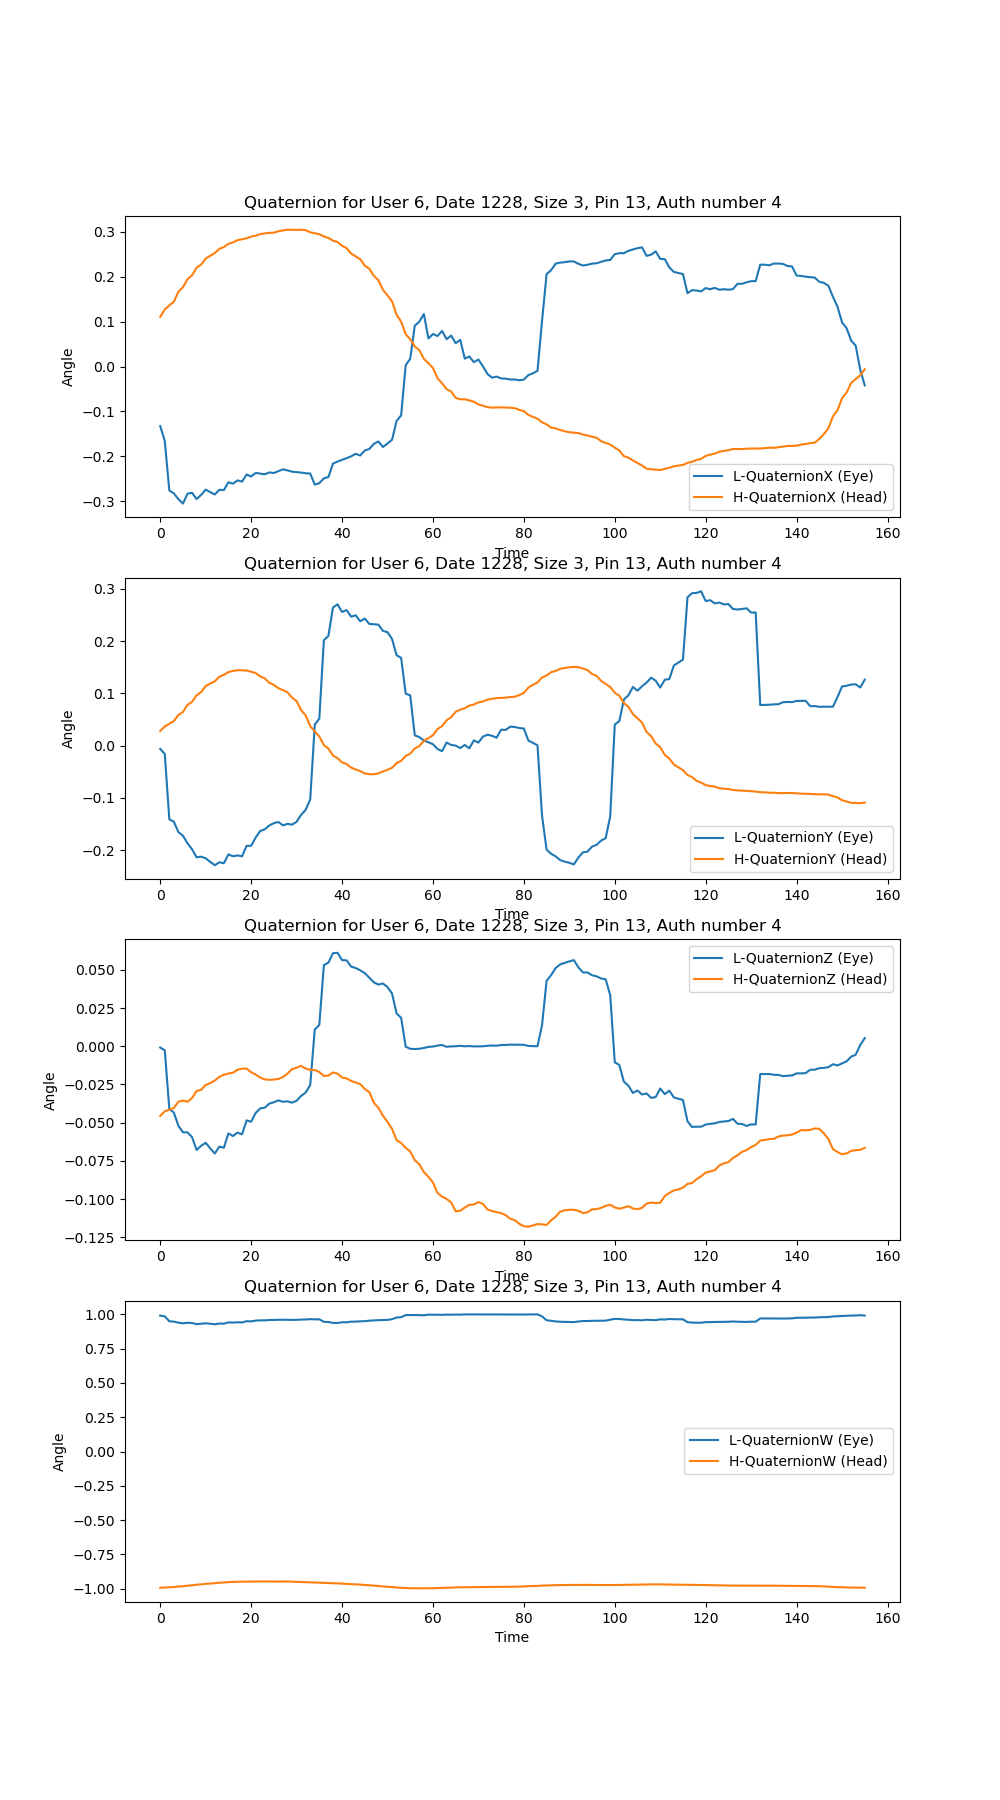 Quaternion for User 6, Date 1228, Size 3, Pin 13, Auth number 4
0.3
0.2
0.1
0.0
−0.1
−0.2
−0.3
Angle
L-QuaternionX (Eye)
H-QuaternionX (Head)
0 20 40 60 80 100 120 140 160
Time
Quaternion for User 6, Date 1228, Size 3, Pin 13, Auth number 4
0.3
0.2
0.1
0.0
−0.1
−0.2
Angle
L-QuaternionY (Eye)
H-QuaternionY (Head)
0 20 40 60 80 100 120 140 160
Time
Quaternion for User 6, Date 1228, Size 3, Pin 13, Auth number 4
L-QuaternionZ (Eye)
H-QuaternionZ (Head)
0.050
0.025
0.000
−0.025
−0.050
−0.075
−0.100
−0.125
Angle
0 20 40 60 80 100 120 140 160
Time
Quaternion for User 6, Date 1228, Size 3, Pin 13, Auth number 4
1.00
0.75
0.50
0.25
0.00
−0.25
−0.50
−0.75
−1.00
Angle
L-QuaternionW (Eye)
H-QuaternionW (Head)
0 20 40 60 80 100 120 140 160
Time